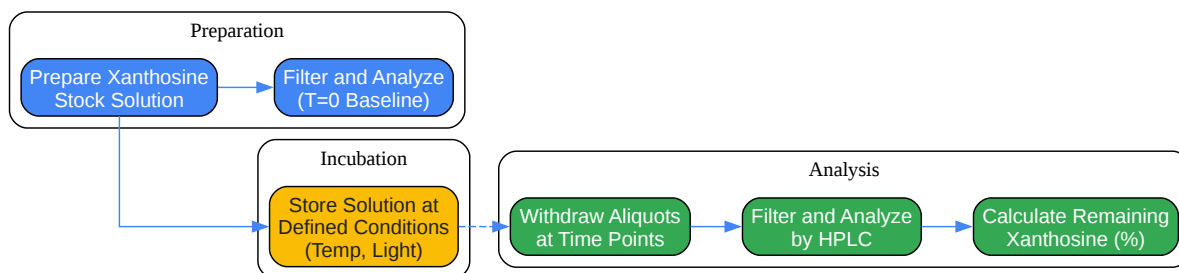 Preparation
Prepare Xanthosine
Stock Solution
Filter and Analyze
(T=0 Baseline)
Incubation
Store Solution at
Defined Conditions
(Temp, Light)
Analysis
Withdraw Aliquots
at Time Points
Filter and Analyze
by HPLC
Calculate Remaining
Xanthosine (%)